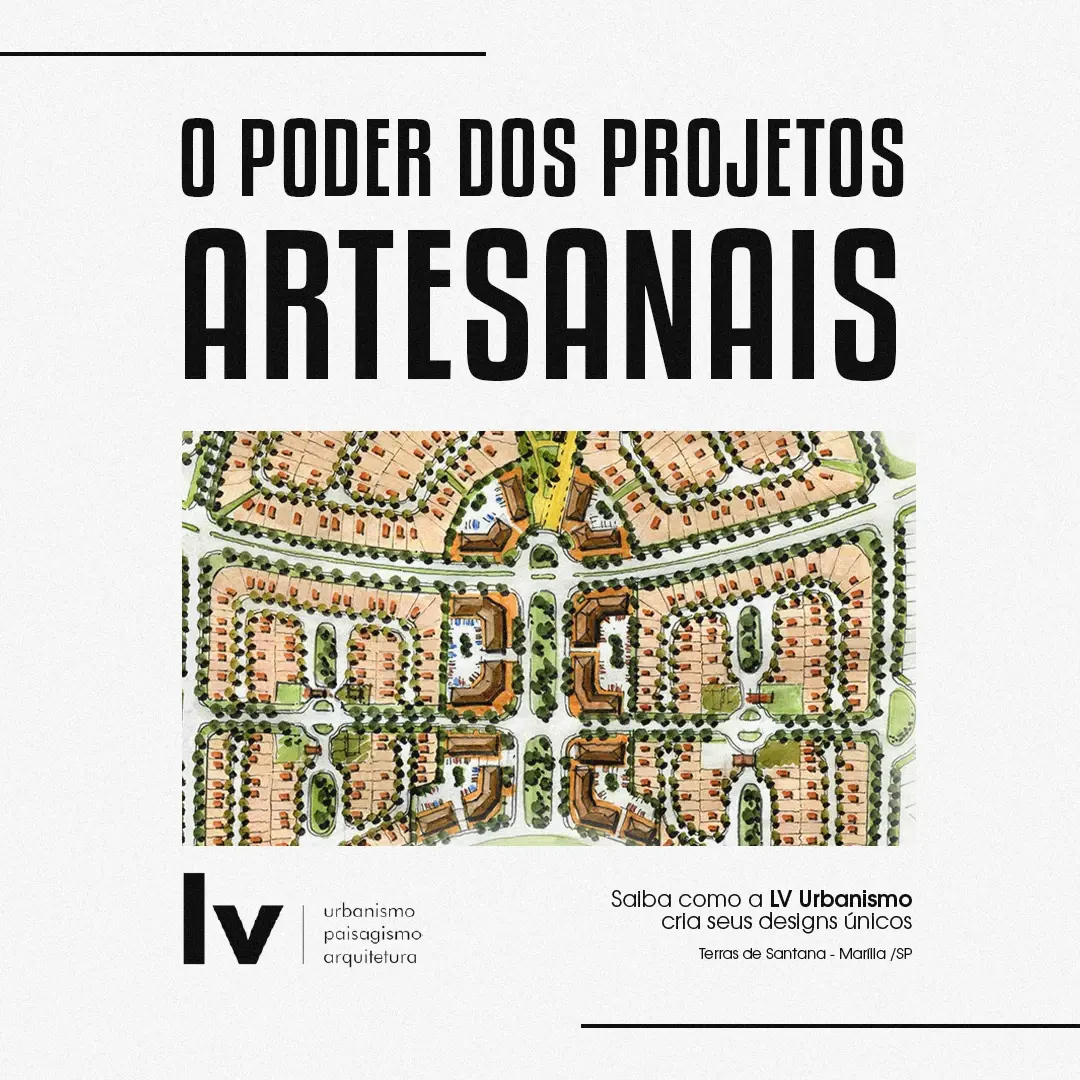 O PODER DOS PROJETOS
ARTESANAIS
lv
urbanismo
paisagismo
arquitetura
Saiba como a LV Urbanismo
cria seus designs únicos
Terras de Santana - Marília /SP